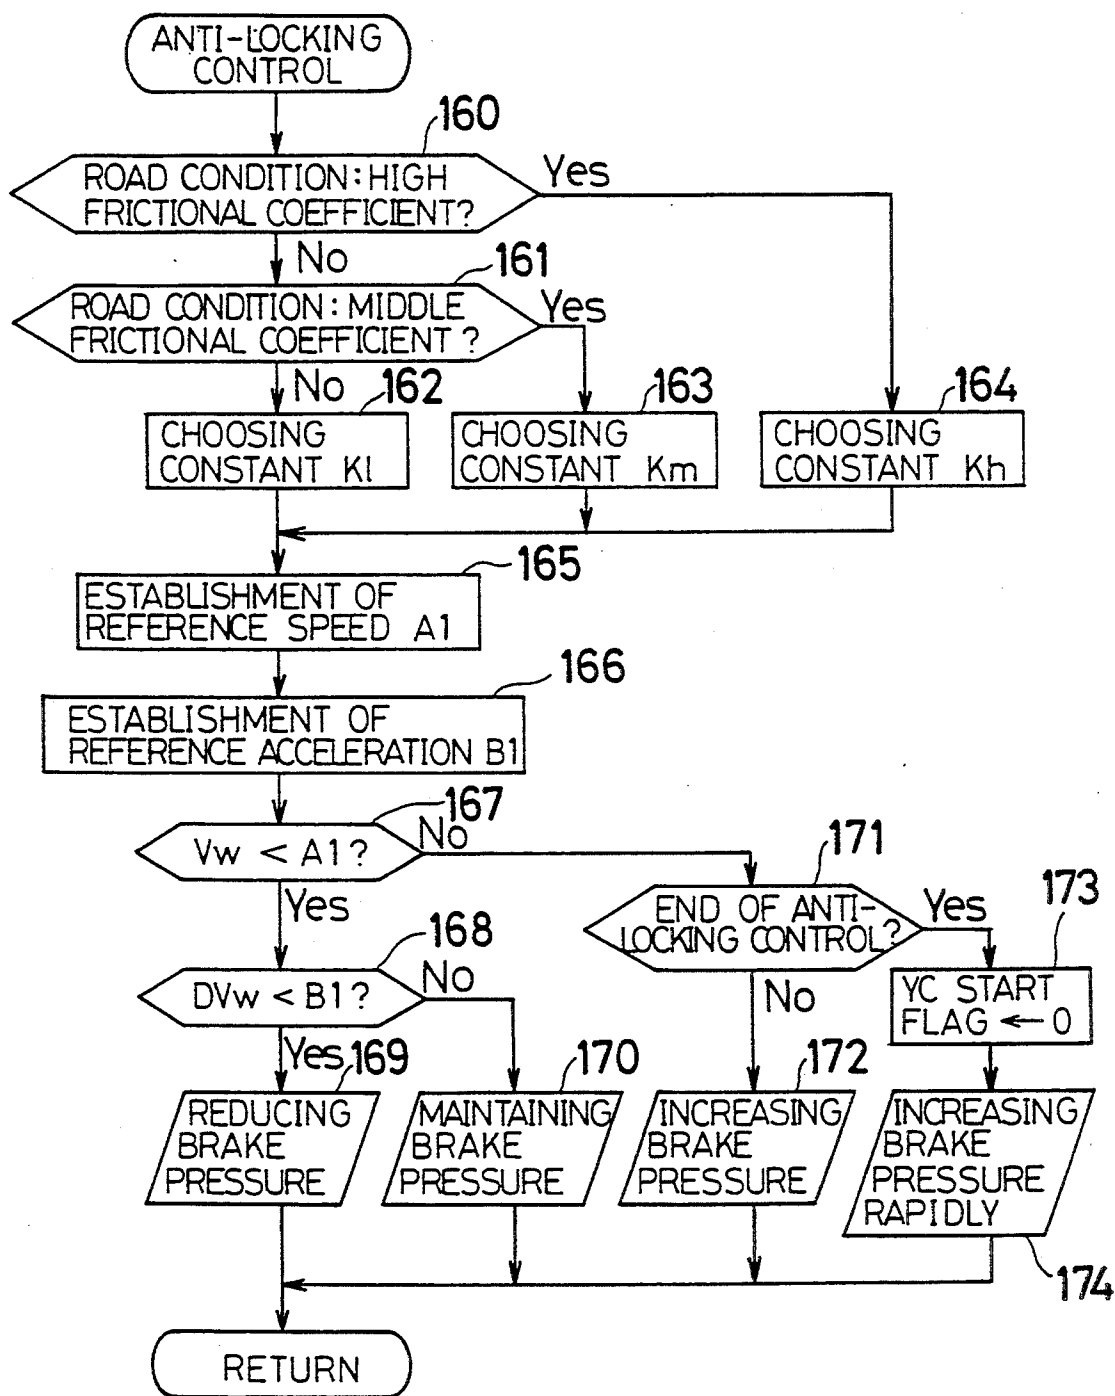 ANTI-LOCKING
CONTROL
160
ROAD CONDITION: HIGH
FRICTIONAL COEFFICIENT?
Yes
No
161
ROAD CONDITION: MIDDLE
FRICTIONAL COEFFICIENT ?
Yes
No
162
163
164
CHOOSING
CONSTANT Kl
CHOOSING
CONSTANT Km
CHOOSING
CONSTANT Kh
165
ESTABLISHMENT OF
REFERENCE SPEED A1
166
ESTABLISHMENT OF
REFERENCE ACCELERATION B1
167
Vw < A1?
No
Yes
171
END OF ANTI-
LOCKING CONTROL?
Yes
No
173
YC START
FLAG ← 0
168
DVw < B1?
No
Yes
169
REDUCING
BRAKE
PRESSURE
170
MAINTAINING
BRAKE
PRESSURE
172
INCREASING
BRAKE
PRESSURE
INCREASING
BRAKE
PRESSURE
RAPIDLY
174
RETURN